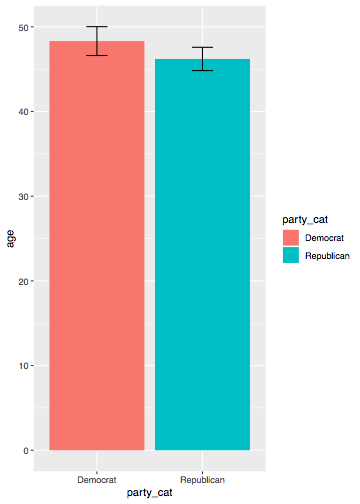 50
40
30
20
10
0
age
Democrat Republican
party_cat
party_cat
Democrat
Republican